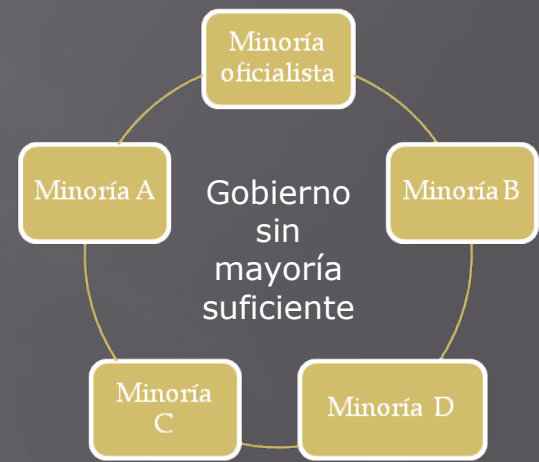 Minoría
oficialista
Minoría A
Minoría B
Gobierno
sin
mayoría
suficiente
Minoría
C
Minoría D